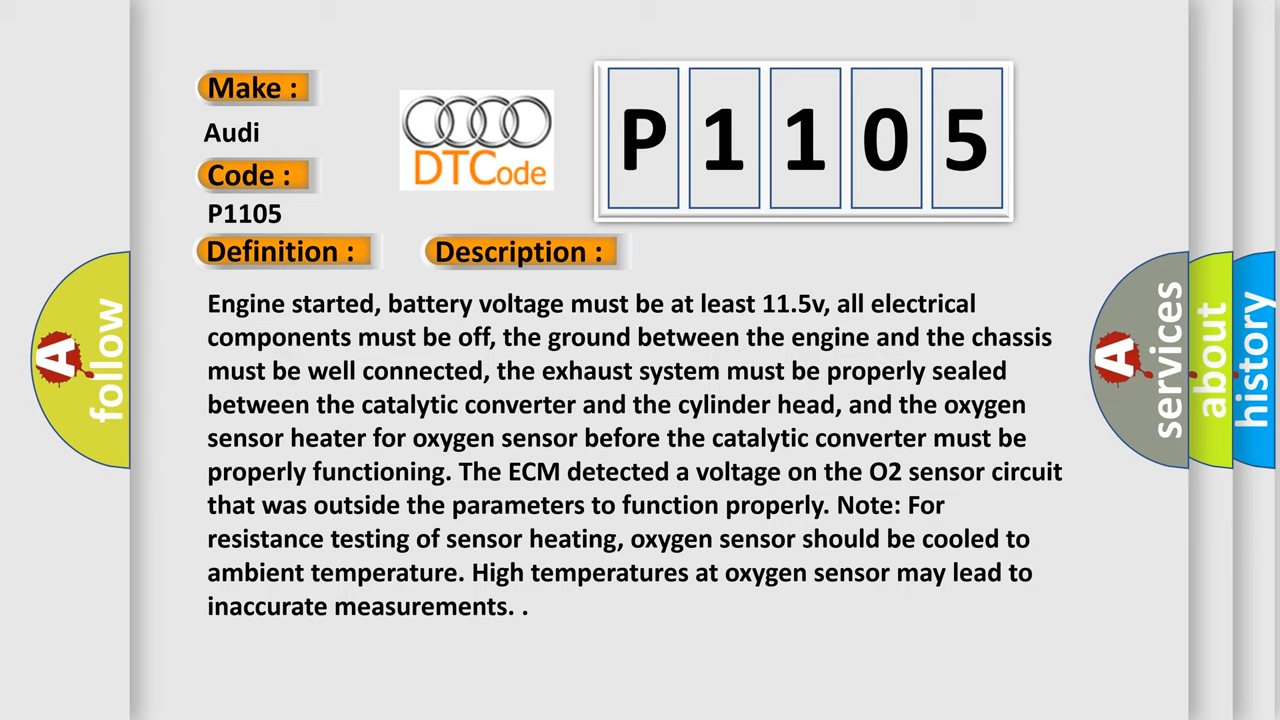 Make :
Audi
Code :
P1105
DTCode
P 1 1 0 5
Definition :
Description :
Engine started, battery voltage must be at least 11.5v, all electrical
components must be off, the ground between the engine and the chassis
must be well connected, the exhaust system must be properly sealed
between the catalytic converter and the cylinder head, and the oxygen
sensor heater for oxygen sensor before the catalytic converter must be
properly functioning. The ECM detected a voltage on the O2 sensor circuit
that was outside the parameters to function properly. Note: For
resistance testing of sensor heating, oxygen sensor should be cooled to
ambient temperature. High temperatures at oxygen sensor may lead to
inaccurate measurements. .
A follow
A services
about
history